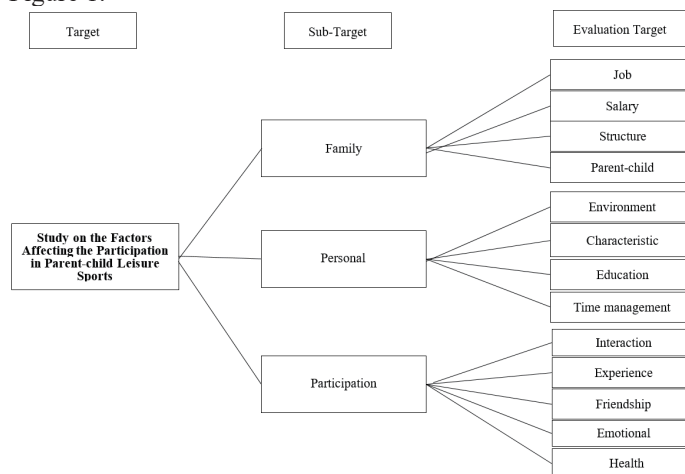 Figure 1.
Target
Sub-Target
Evaluation Target
Job
Salary
Family
Structure
Parent-child
Environment
Study on the Factors
Affecting the Participation
in Parent-child Leisure
Sports
Personal
Characteristic
Education
Time management
Interaction
Experience
Participation
Friendship
Emotional
Health